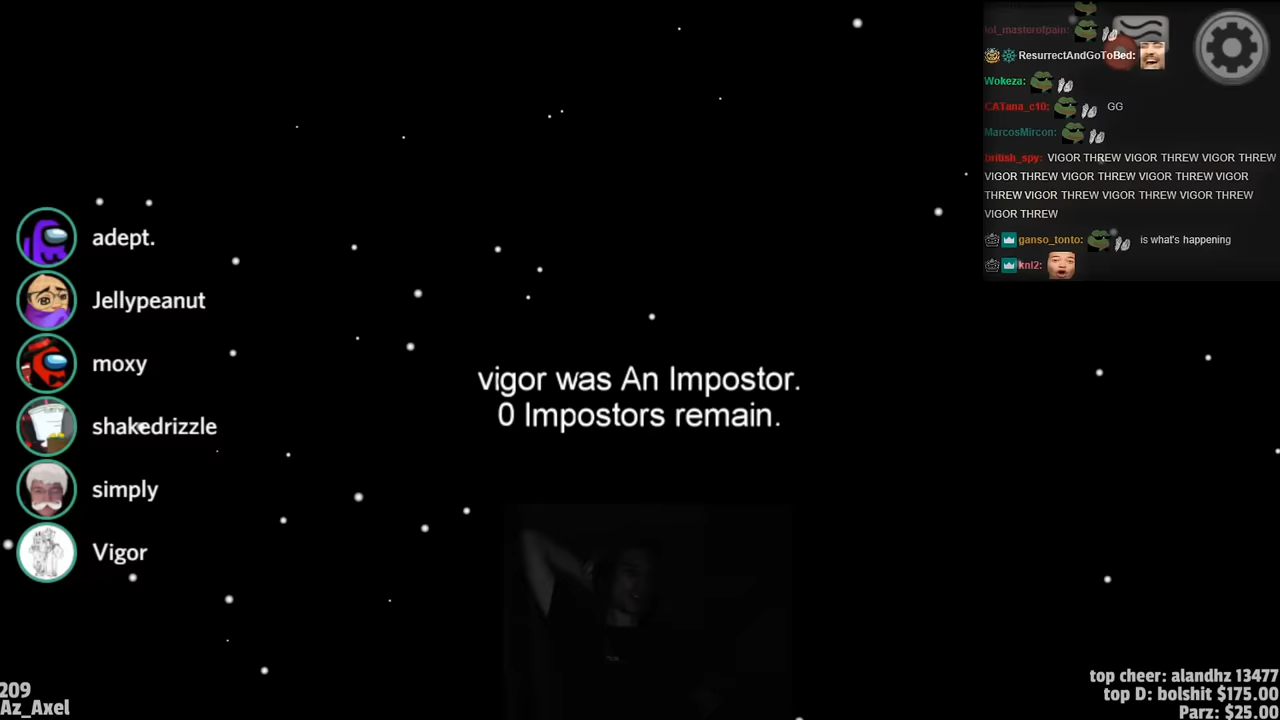 lol_masterofpain:
ResurrectAndGoToBed:
Wokeza:
CATana_c10: GG
MarcosMircon:
british_spy: VIGOR THREW VIGOR THREW VIGOR THREW
VIGOR THREW VIGOR THREW VIGOR THREW VIGOR
THREW VIGOR THREW VIGOR THREW VIGOR THREW
VIGOR THREW
ganso_tonto: is what's happening
knl2:
adept.
Jellypeanut
moxy
shakedrizzle
simply
Vigor
vigor was An Impostor.
0 Impostors remain.
209
Az_Axel
top cheer: alandhz 13477
top D: bolshit $175.00
Parz: $25.00